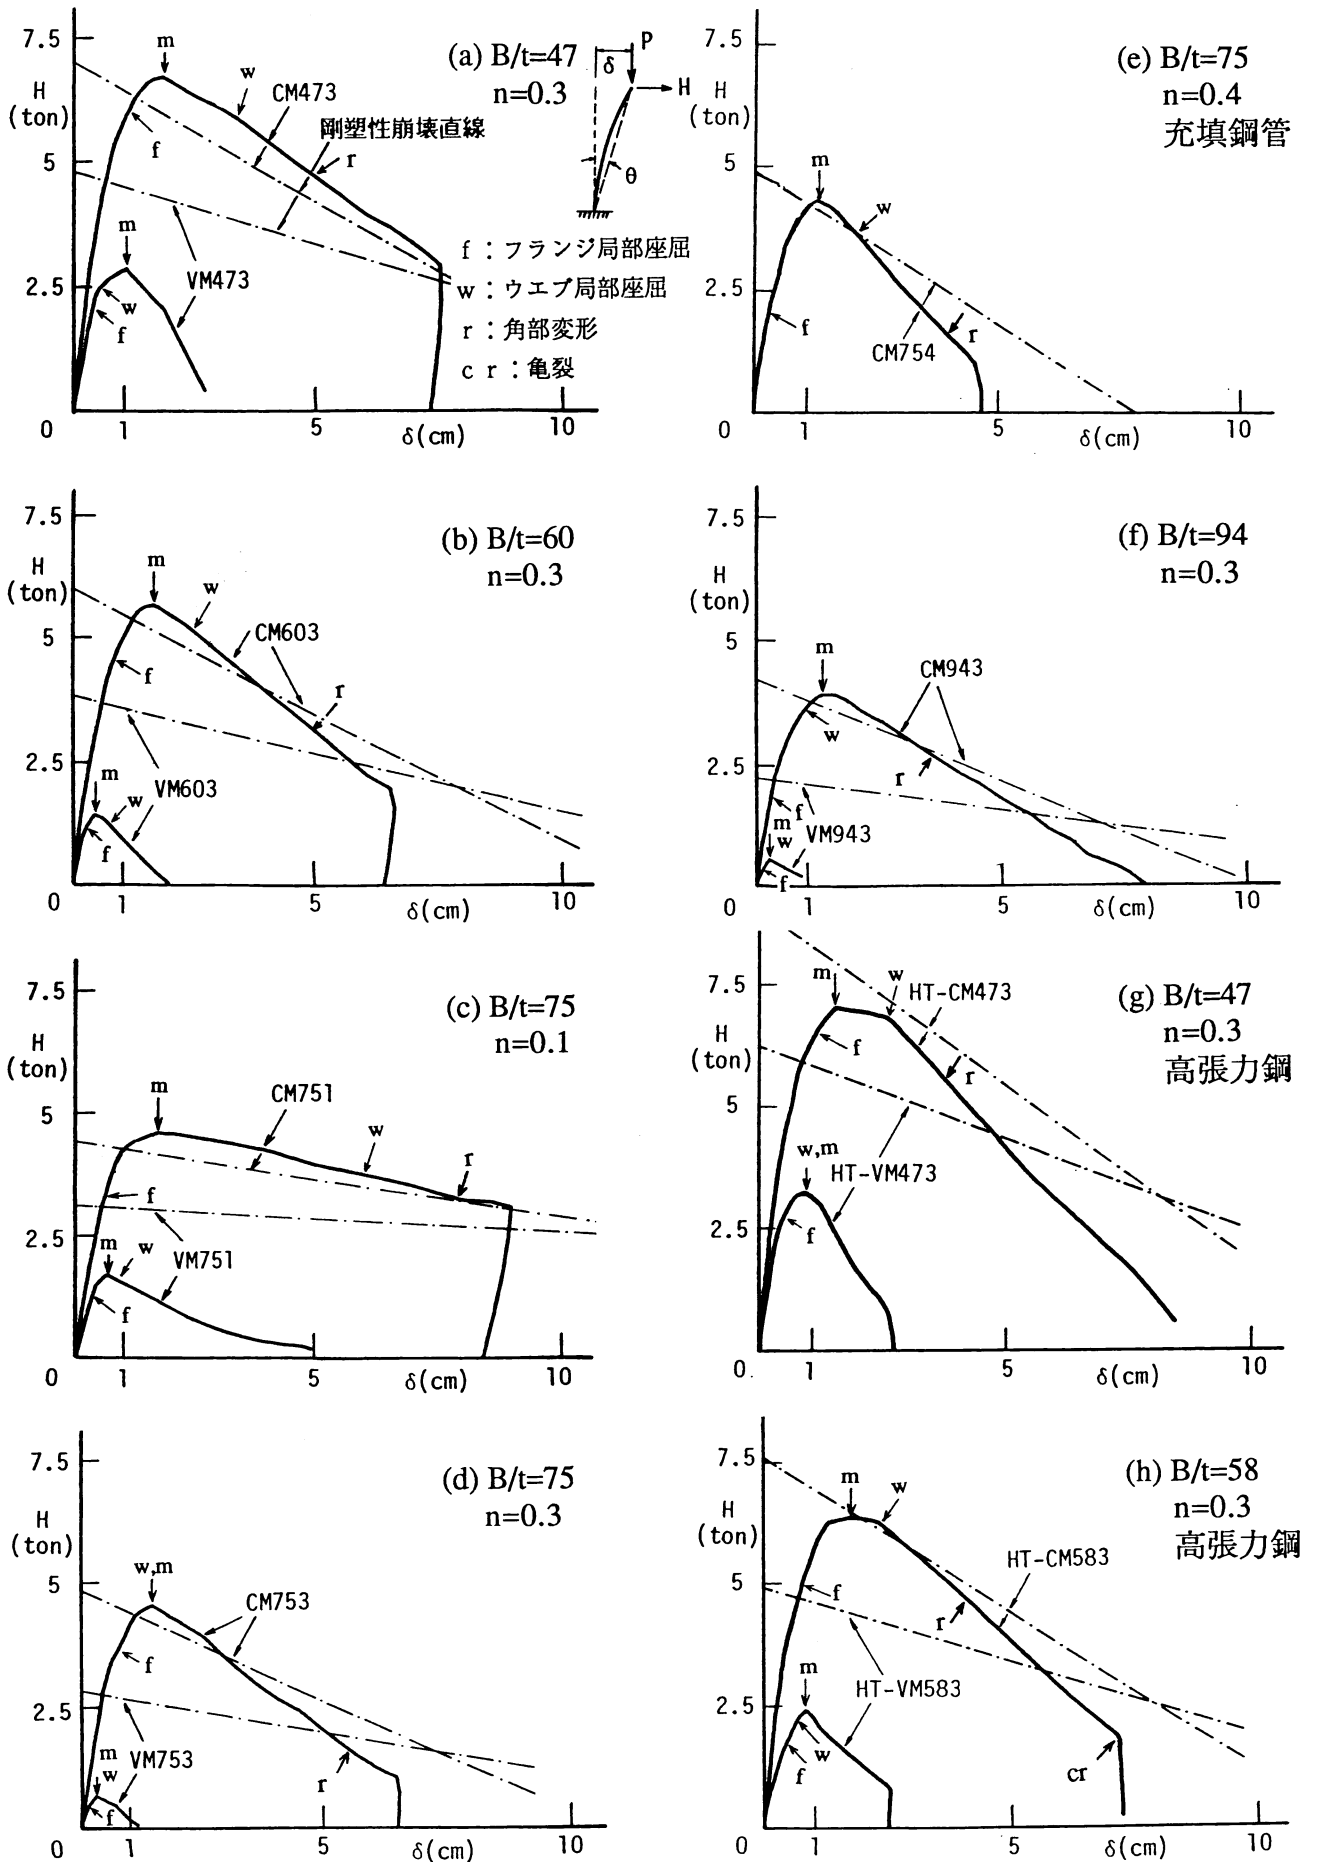 (a) B/t=47
n=0.3
7.5
H
(ton)
5
2.5
0
1
5
10
δ(cm)
m
w
CM473
f
剛塑性崩壊直線
r
m
VM473
w
f
P
δ
H
θ
f：フランジ局部座屈
w：ウエブ局部座屈
r：角部変形
cr：亀裂
(b) B/t=60
n=0.3
7.5
H
(ton)
5
2.5
0
1
5
10
δ(cm)
m
w
CM603
f
r
m
w
VM603
f
(c) B/t=75
n=0.1
7.5
H
(ton)
5
2.5
0
1
5
10
δ(cm)
m
CM751
w
r
f
m
w
VM751
f
(d) B/t=75
n=0.3
7.5
H
(ton)
5
2.5
0
1
5
10
δ(cm)
w,m
CM753
f
r
m
w
VM753
f
(e) B/t=75
n=0.4
充填鋼管
7.5
H
(ton)
5
2.5
0
1
5
10
δ(cm)
m
w
f
CM754
r
(f) B/t=94
n=0.3
7.5
H
(ton)
5
2.5
0
1
5
10
δ(cm)
m
CM943
w
r
f
m
w
VM943
f
(g) B/t=47
n=0.3
高張力鋼
7.5
H
(ton)
5
2.5
0
1
5
10
δ(cm)
m
w
HT-CM473
f
r
w,m
HT-VM473
f
(h) B/t=58
n=0.3
高張力鋼
7.5
H
(ton)
5
2.5
0
1
5
10
δ(cm)
m
w
HT-CM583
f
r
m
HT-VM583
w
f
cr